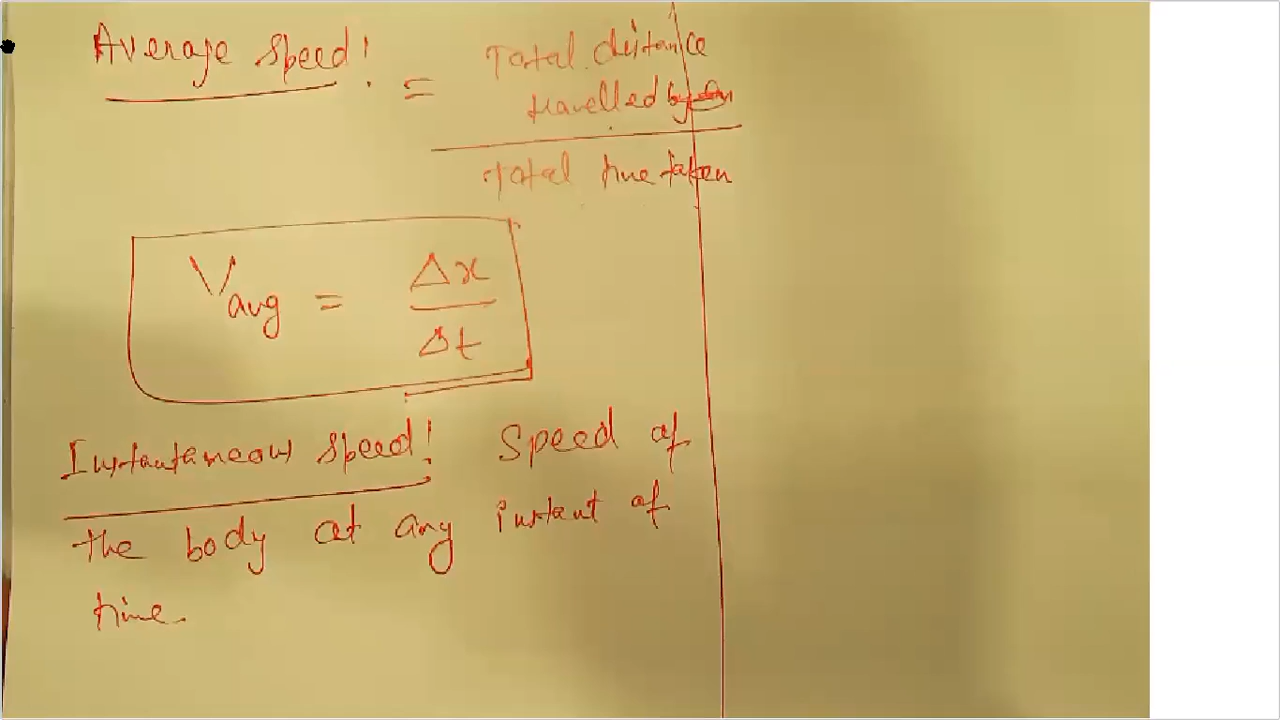 Average Speed: = Total distance
travelled
Total time taken
Vavg = Δx
Δt
Instantaneous speed: Speed of
the body at any instant of
time.